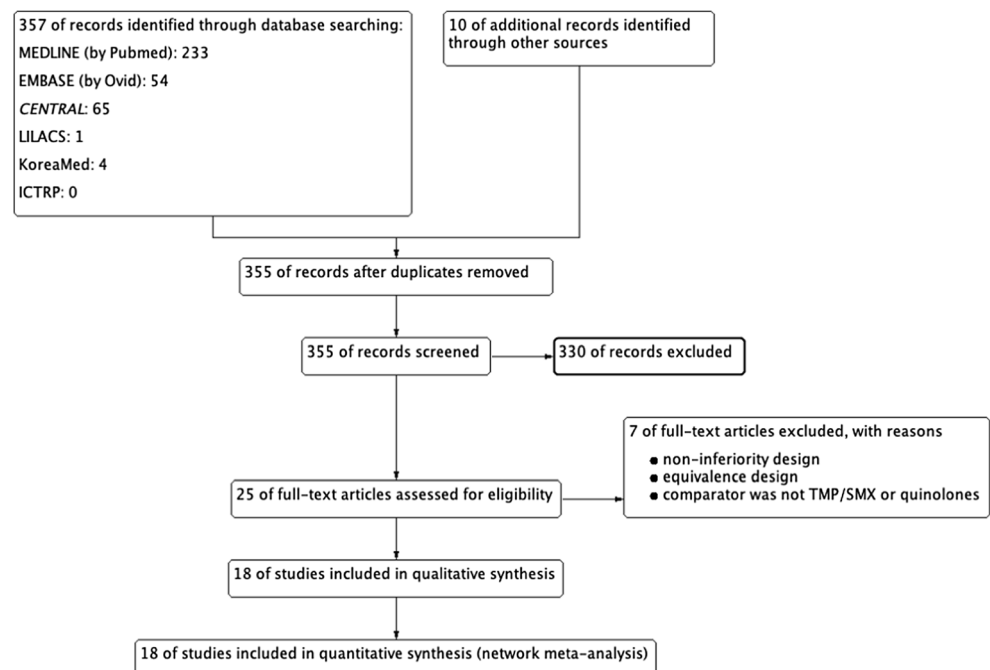 357 of records identified through database searching:
MEDLINE (by Pubmed): 233
EMBASE (by Ovid): 54
CENTRAL: 65
LILACS: 1
KoreaMed: 4
ICTRP: 0
10 of additional records identified
through other sources
355 of records after duplicates removed
355 of records screened
330 of records excluded
25 of full-text articles assessed for eligibility
7 of full-text articles excluded, with reasons
● non-inferiority design
● equivalence design
● comparator was not TMP/SMX or quinolones
18 of studies included in qualitative synthesis
18 of studies included in quantitative synthesis (network meta-analysis)